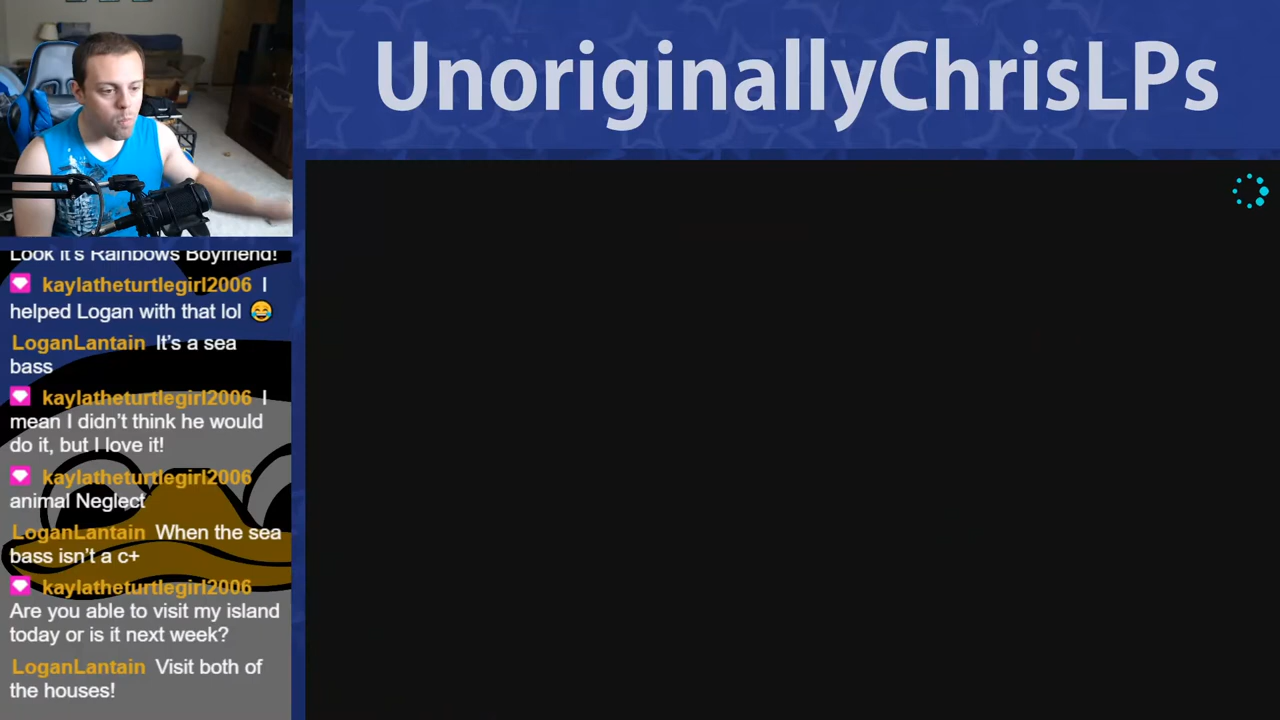 UnoriginallyChrisLPs
Look it's Rainbows Boyfriend!
kaylatheturtlegirl2006 I
helped Logan with that lol 😂
LoganLantain It's a sea
bass
kaylatheturtlegirl2006 I
mean I didn't think he would
do it, but I love it!
kaylatheturtlegirl2006
animal Neglect
LoganLantain When the sea
bass isn't a c+
kaylatheturtlegirl2006
Are you able to visit my island
today or is it next week?
LoganLantain Visit both of
the houses!